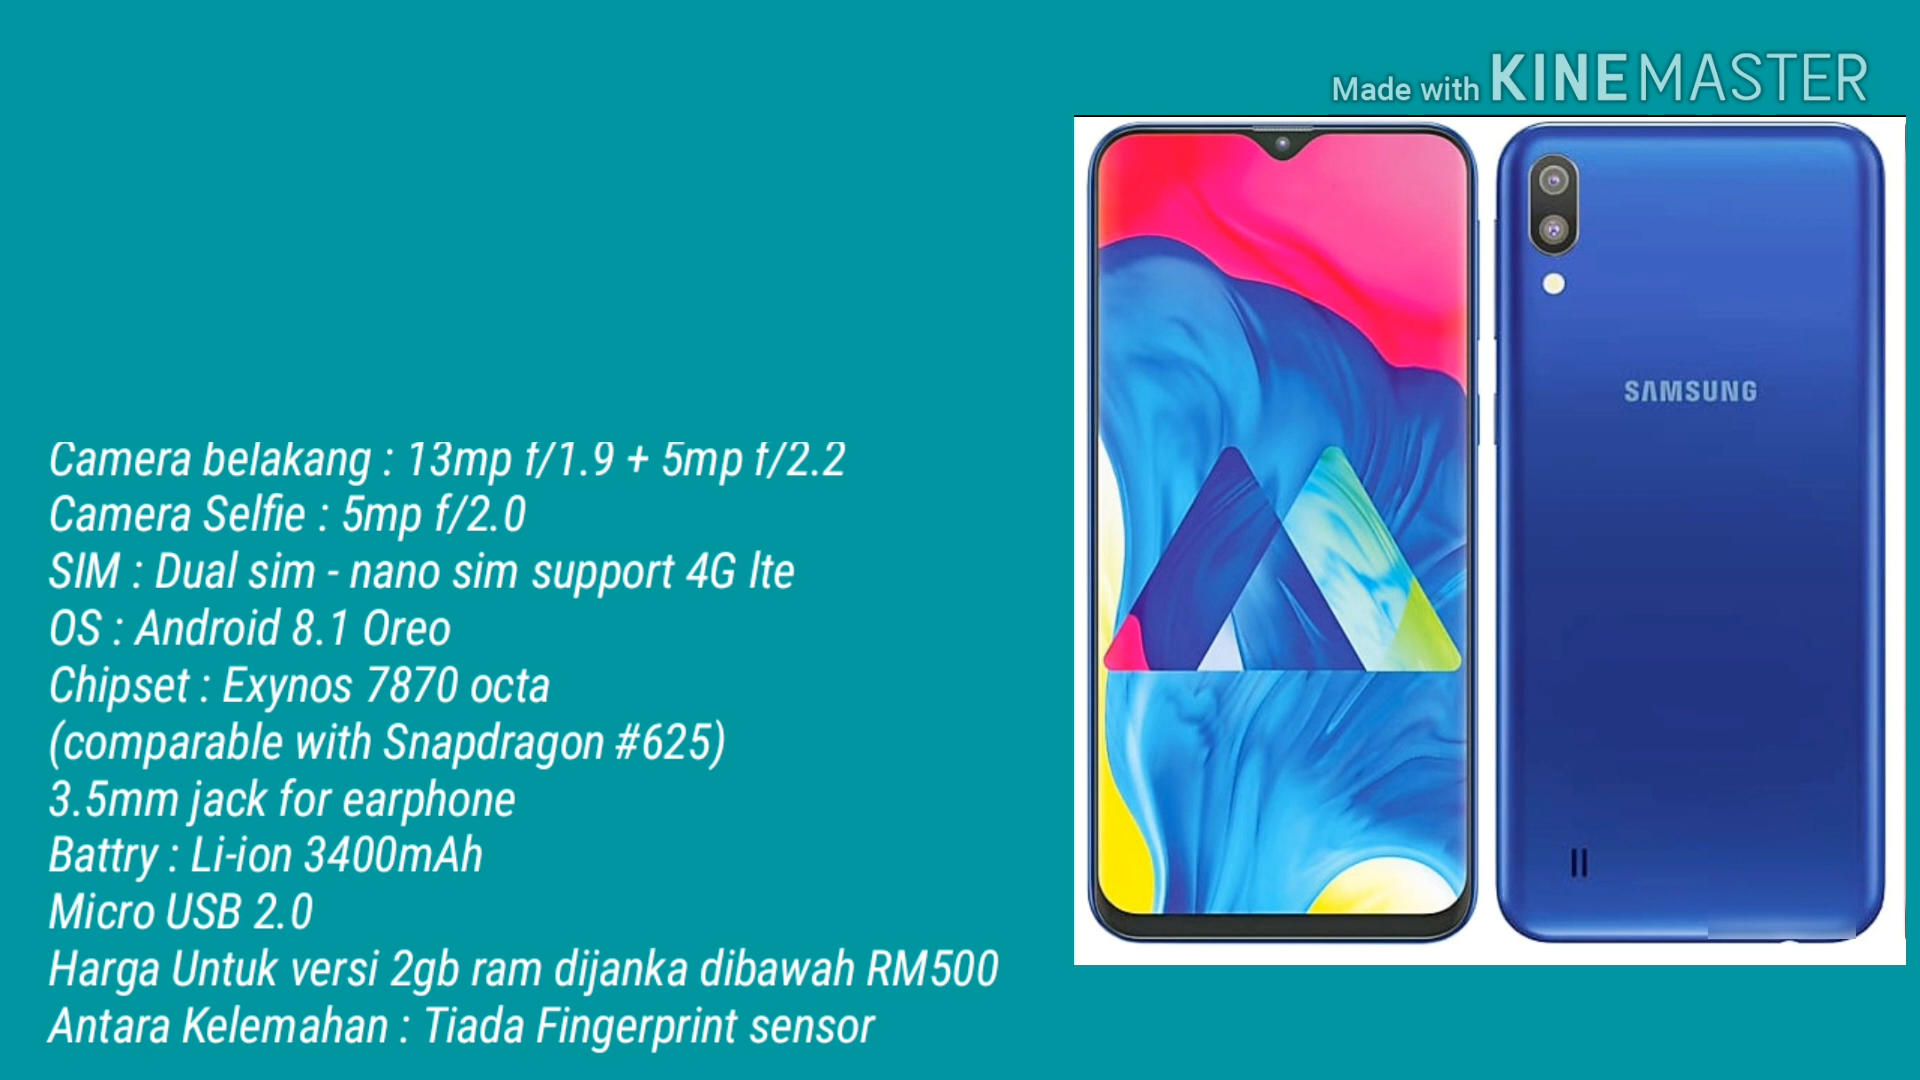 Made with KINEMASTER
SAMSUNG
Camera belakang : 13mp f/1.9 + 5mp f/2.2
Camera Selfie : 5mp f/2.0
SIM : Dual sim - nano sim support 4G lte
OS : Android 8.1 Oreo
Chipset : Exynos 7870 octa
(comparable with Snapdragon #625)
3.5mm jack for earphone
Battry : Li-ion 3400mAh
Micro USB 2.0
Harga Untuk versi 2gb ram dijanka dibawah RM500
Antara Kelemahan : Tiada Fingerprint sensor